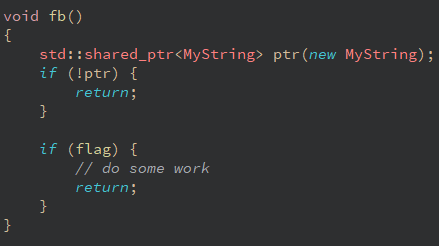 void fb()
{
    std::shared_ptr<MyString> ptr(new MyString);
    if (!ptr) {
        return;
    }

    if (flag) {
        // do some work
        return;
    }
}